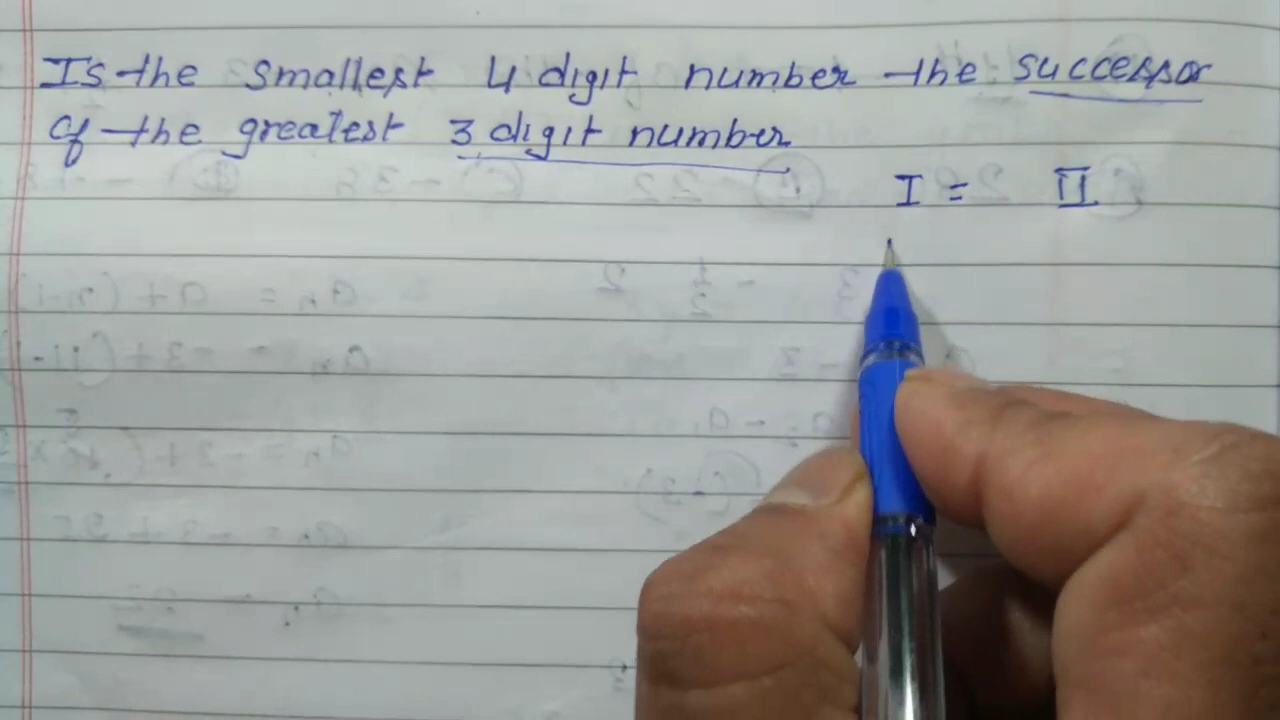 Is the smallest 4 digit number the successor
of the greatest 3 digit number
I = II